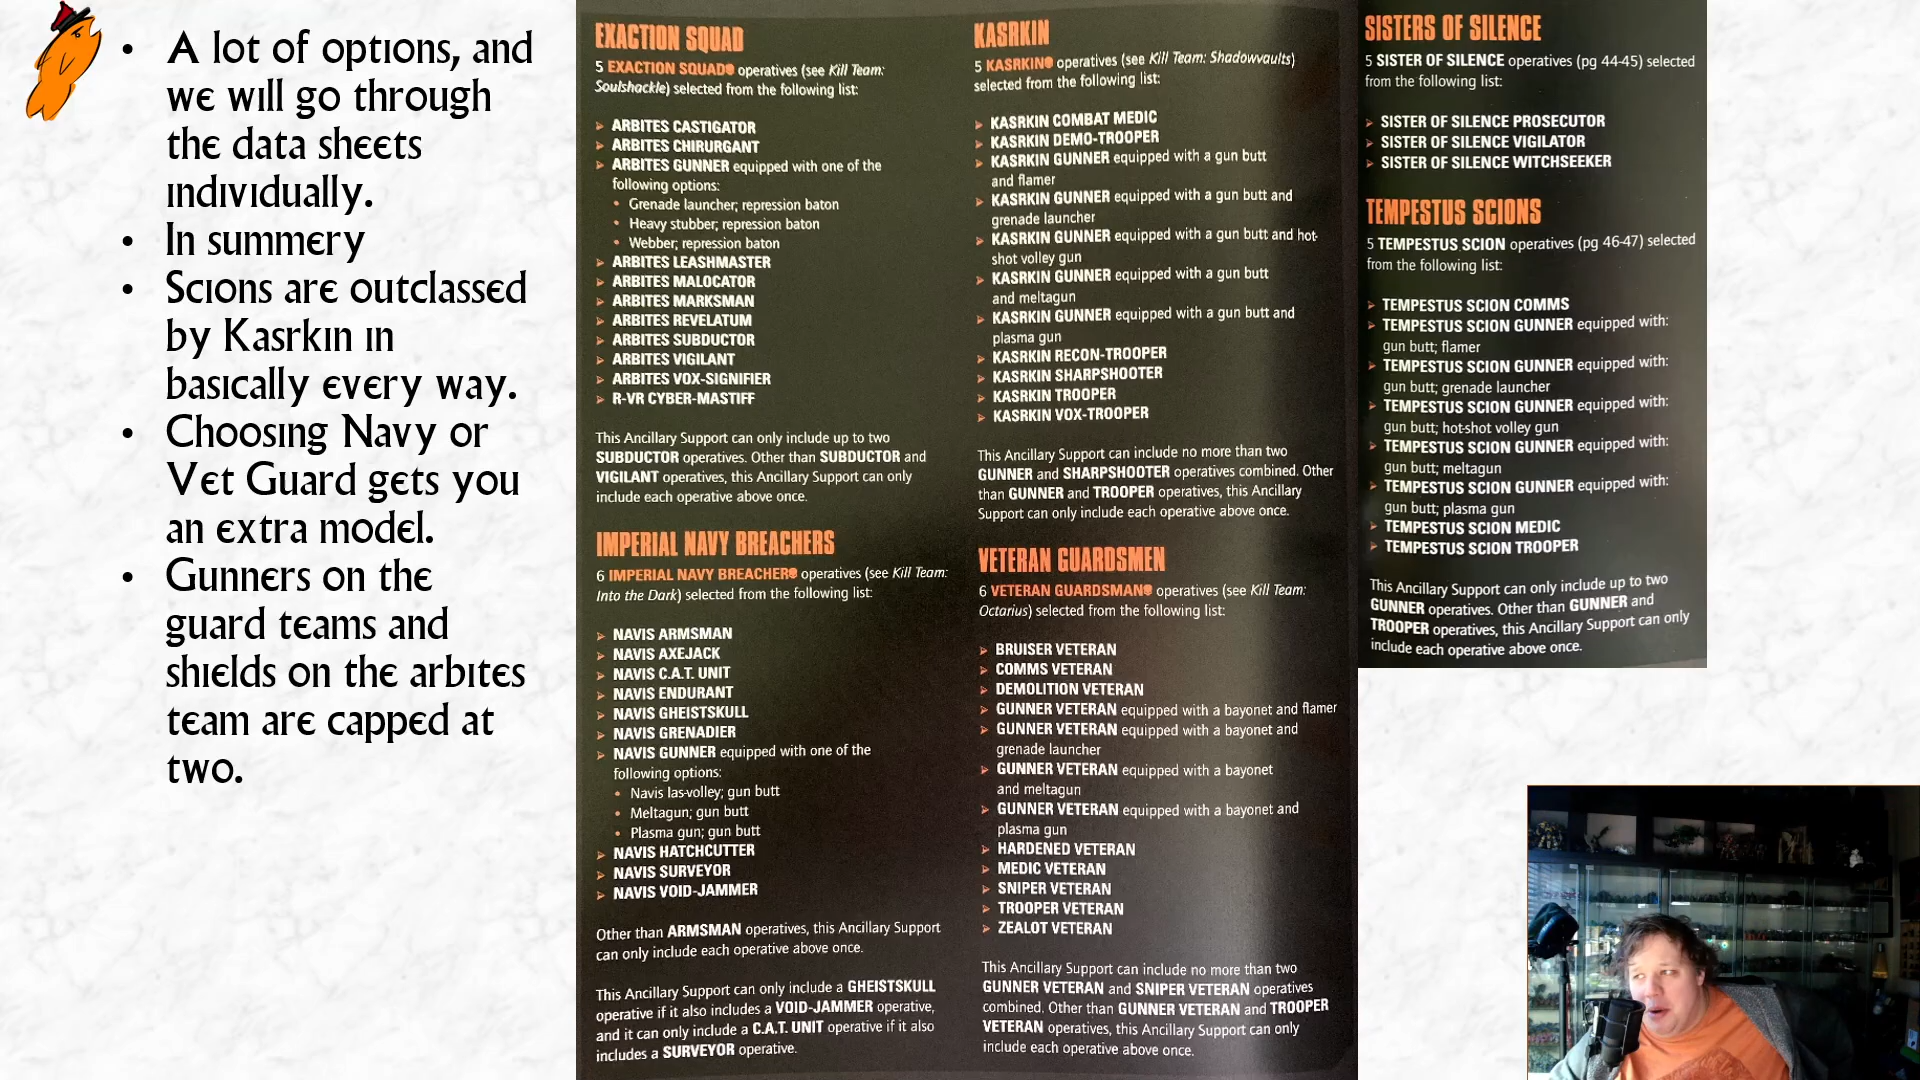 • A lot of options, and
we will go through
the data sheets
individually.
• In summery
• Scions are outclassed
by Kasrkin in
basically every way.
• Choosing Navy or
Vet Guard gets you
an extra model.
• Gunners on the
guard teams and
shields on the arbites
team are capped at
two.
EXACTION SQUAD
5 EXACTION SQUAD operatives (see Kill Team:
Soulshackle) selected from the following list:
ARBITES CASTIGATOR
ARBITES CHIRURGANT
ARBITES GUNNER equipped with one of the
following options:
• Grenade launcher; repression baton
• Heavy stubber; repression baton
• Webber; repression baton
ARBITES LEASHMASTER
ARBITES MALOCATOR
ARBITES MARKSMAN
ARBITES REVELATUM
ARBITES SUBDUCTOR
ARBITES VIGILANT
ARBITES VOX-SIGNIFIER
R-VR CYBER-MASTIFF
This Ancillary Support can only include up to two
SUBDUCTOR operatives. Other than SUBDUCTOR and
VIGILANT operatives, this Ancillary Support can only
include each operative above once.
IMPERIAL NAVY BREACHERS
6 IMPERIAL NAVY BREACHER operatives (see Kill Team:
Into the Dark) selected from the following list:
NAVIS ARMSMAN
NAVIS AXEJACK
NAVIS C.A.T. UNIT
NAVIS ENDURANT
NAVIS GHEISTSKULL
NAVIS GRENADIER
NAVIS GUNNER equipped with one of the
following options:
• Navis las-volley; gun butt
• Meltagun; gun butt
• Plasma gun; gun butt
NAVIS HATCHCUTTER
NAVIS SURVEYOR
NAVIS VOID-JAMMER
Other than ARMSMAN operatives, this Ancillary Support
can only include each operative above once.
This Ancillary Support can only include a GHEISTSKULL
operative if it also includes a VOID-JAMMER operative,
and it can only include a C.A.T. UNIT operative if it also
includes a SURVEYOR operative.
KASRKIN
5 KASRKIN operatives (see Kill Team: Shadowvaults)
selected from the following list:
KASRKIN COMBAT MEDIC
KASRKIN DEMO-TROOPER
KASRKIN GUNNER equipped with a gun butt
and flamer
KASRKIN GUNNER equipped with a gun butt and
grenade launcher
KASRKIN GUNNER equipped with a gun butt and hot-
shot volley gun
KASRKIN GUNNER equipped with a gun butt
and meltagun
KASRKIN GUNNER equipped with a gun butt and
plasma gun
KASRKIN RECON-TROOPER
KASRKIN SHARPSHOOTER
KASRKIN TROOPER
KASRKIN VOX-TROOPER
This Ancillary Support can include no more than two
GUNNER and SHARPSHOOTER operatives combined. Other
than GUNNER and TROOPER operatives, this Ancillary
Support can only include each operative above once.
VETERAN GUARDSMEN
6 VETERAN GUARDSMAN operatives (see Kill Team:
Octarius) selected from the following list:
BRUISER VETERAN
COMMS VETERAN
DEMOLITION VETERAN
GUNNER VETERAN equipped with a bayonet and flamer
GUNNER VETERAN equipped with a bayonet and
grenade launcher
GUNNER VETERAN equipped with a bayonet
and meltagun
GUNNER VETERAN equipped with a bayonet and
plasma gun
HARDENED VETERAN
MEDIC VETERAN
SNIPER VETERAN
TROOPER VETERAN
ZEALOT VETERAN
This Ancillary Support can include no more than two
GUNNER VETERAN and SNIPER VETERAN operatives
combined. Other than GUNNER VETERAN and TROOPER
VETERAN operatives, this Ancillary Support can only
include each operative above once.
SISTERS OF SILENCE
5 SISTER OF SILENCE operatives (pg 44-45) selected
from the following list:
SISTER OF SILENCE PROSECUTOR
SISTER OF SILENCE VIGILATOR
SISTER OF SILENCE WITCHSEEKER
TEMPESTUS SCIONS
5 TEMPESTUS SCION operatives (pg 46-47) selected
from the following list:
TEMPESTUS SCION COMMS
TEMPESTUS SCION GUNNER equipped with:
gun butt; flamer
TEMPESTUS SCION GUNNER equipped with:
gun butt; grenade launcher
TEMPESTUS SCION GUNNER equipped with:
gun butt; hot-shot volley gun
TEMPESTUS SCION GUNNER equipped with:
gun butt; meltagun
TEMPESTUS SCION GUNNER equipped with:
gun butt; plasma gun
TEMPESTUS SCION MEDIC
TEMPESTUS SCION TROOPER
This Ancillary Support can only include up to two
GUNNER operatives. Other than GUNNER and
TROOPER operatives, this Ancillary Support can only
include each operative above once.